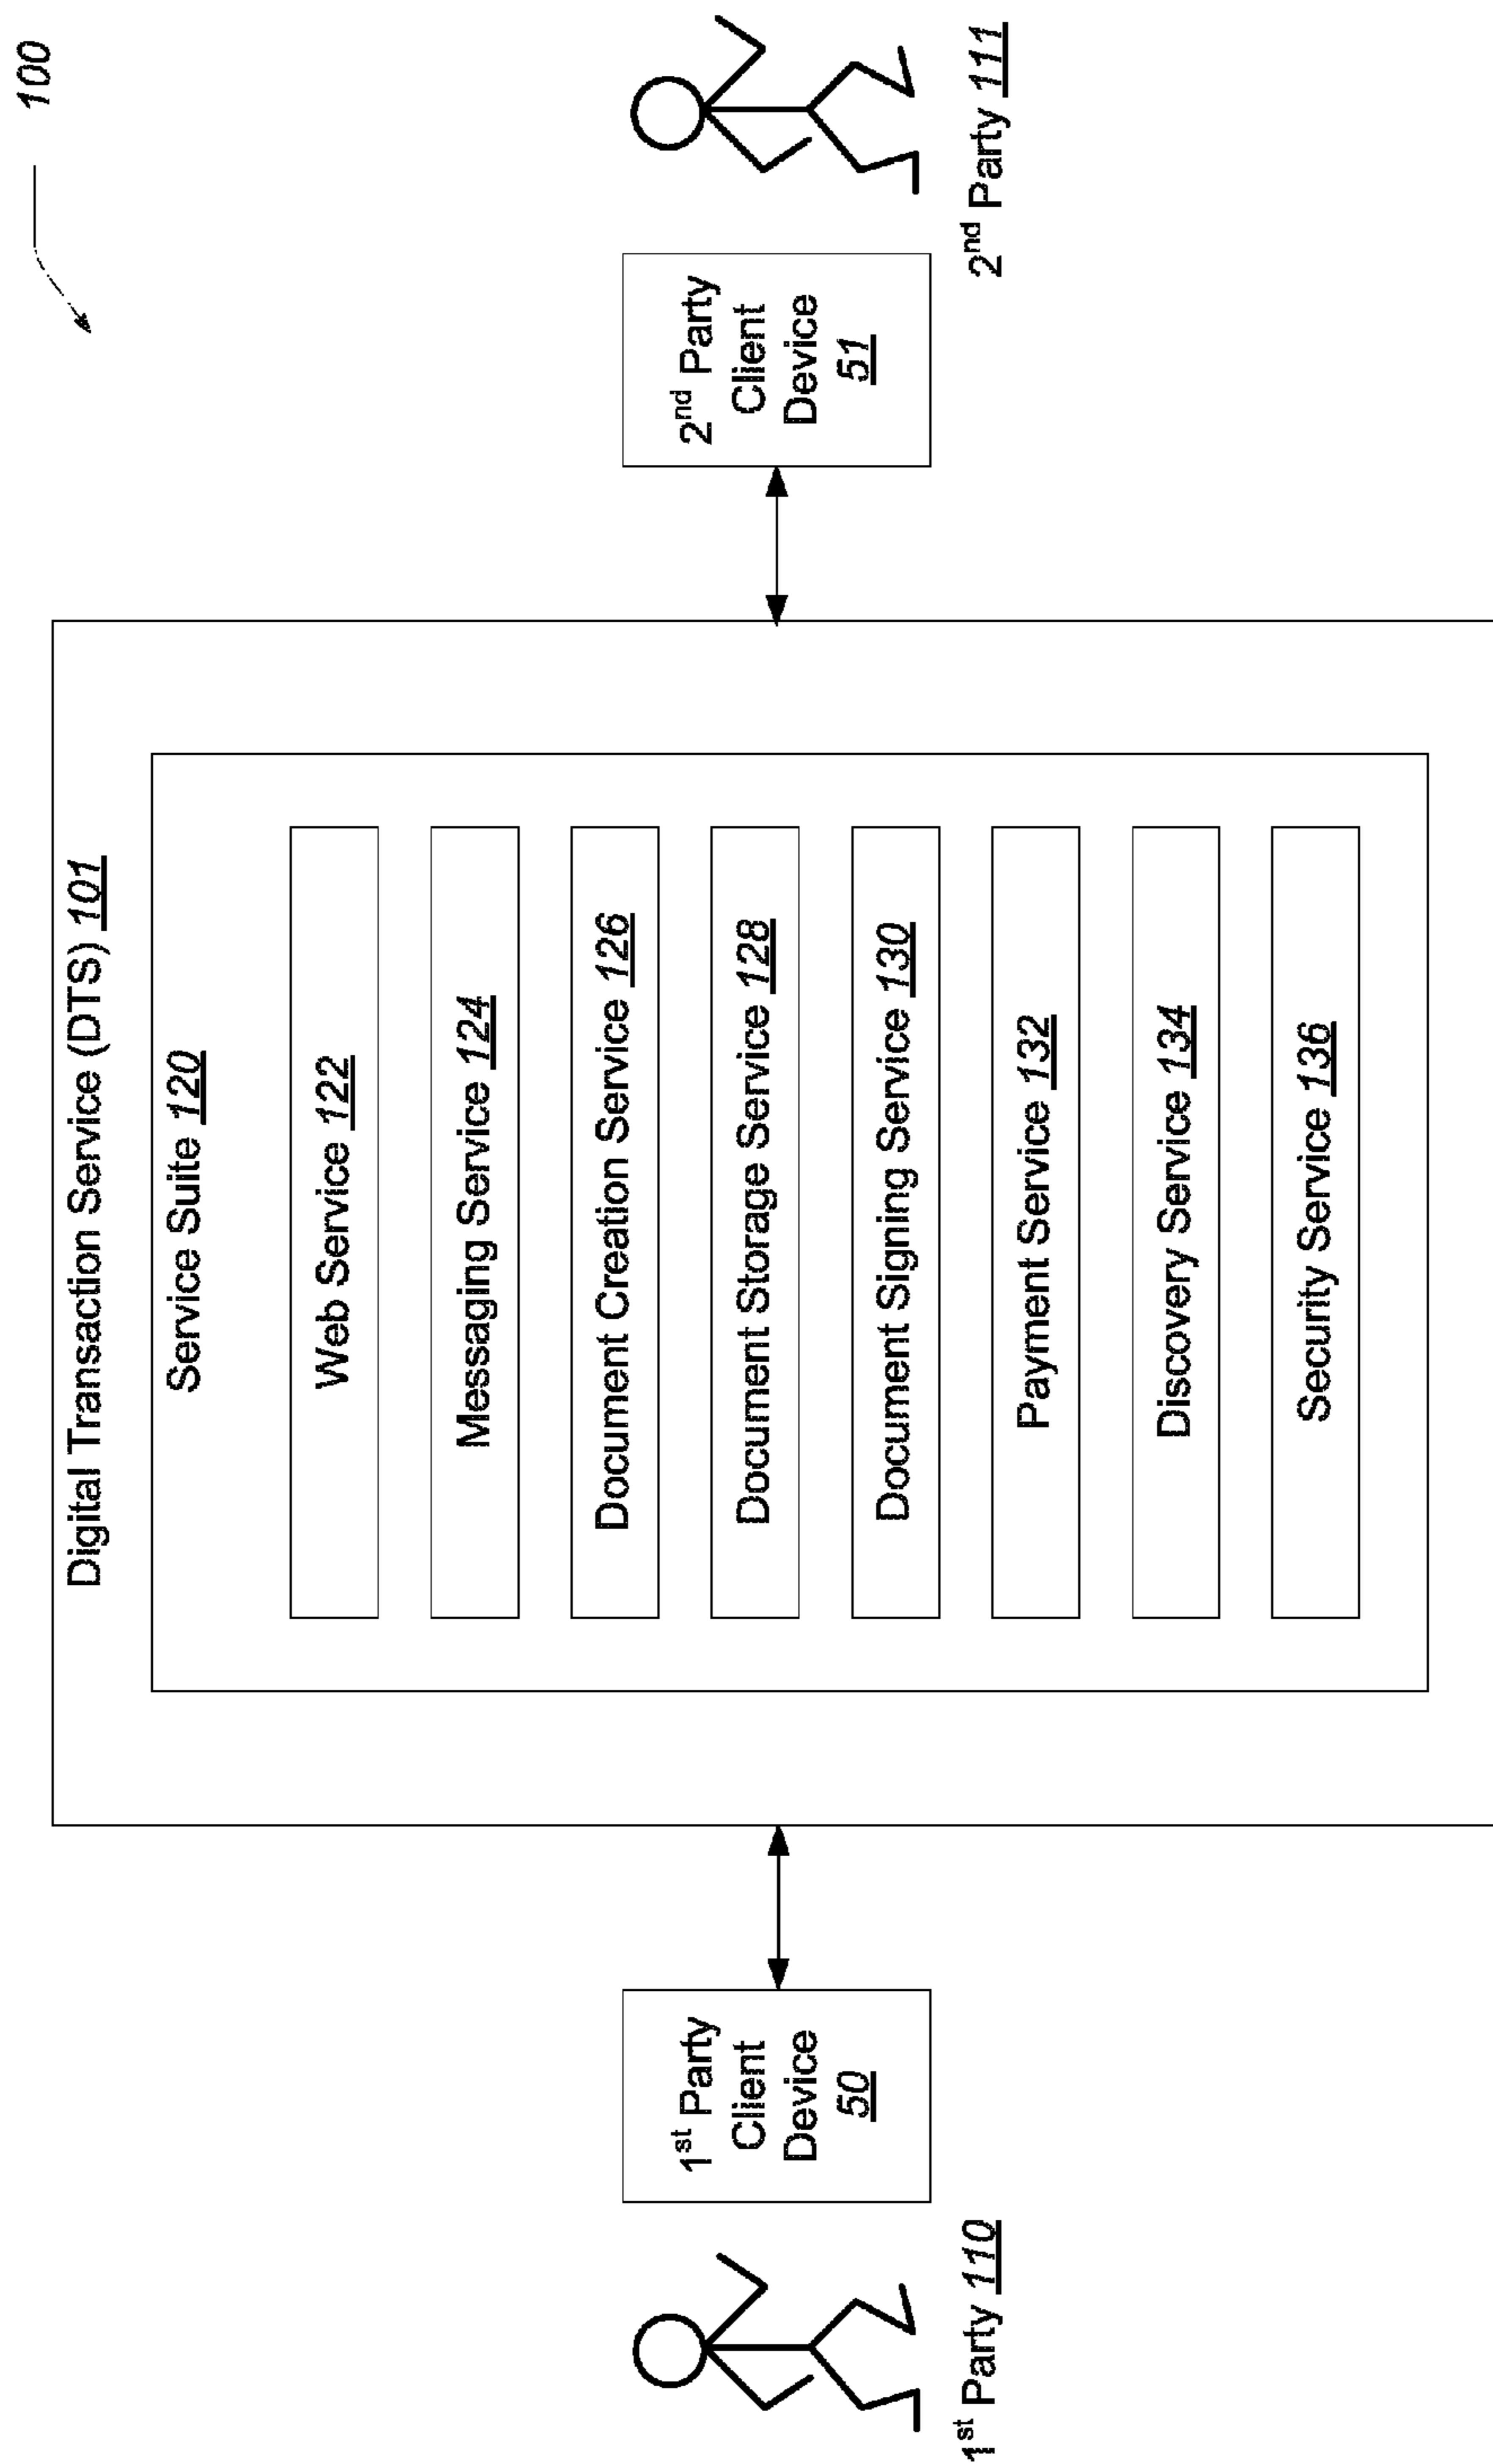 100
Digital Transaction Service (DTS) 101
Service Suite 120
Web Service 122
Messaging Service 124
Document Creation Service 126
Document Storage Service 128
Document Signing Service 130
Payment Service 132
Discovery Service 134
Security Service 136
1st Party
Client
Device
50
1st Party 110
2nd Party
Client
Device
51
2nd Party 111